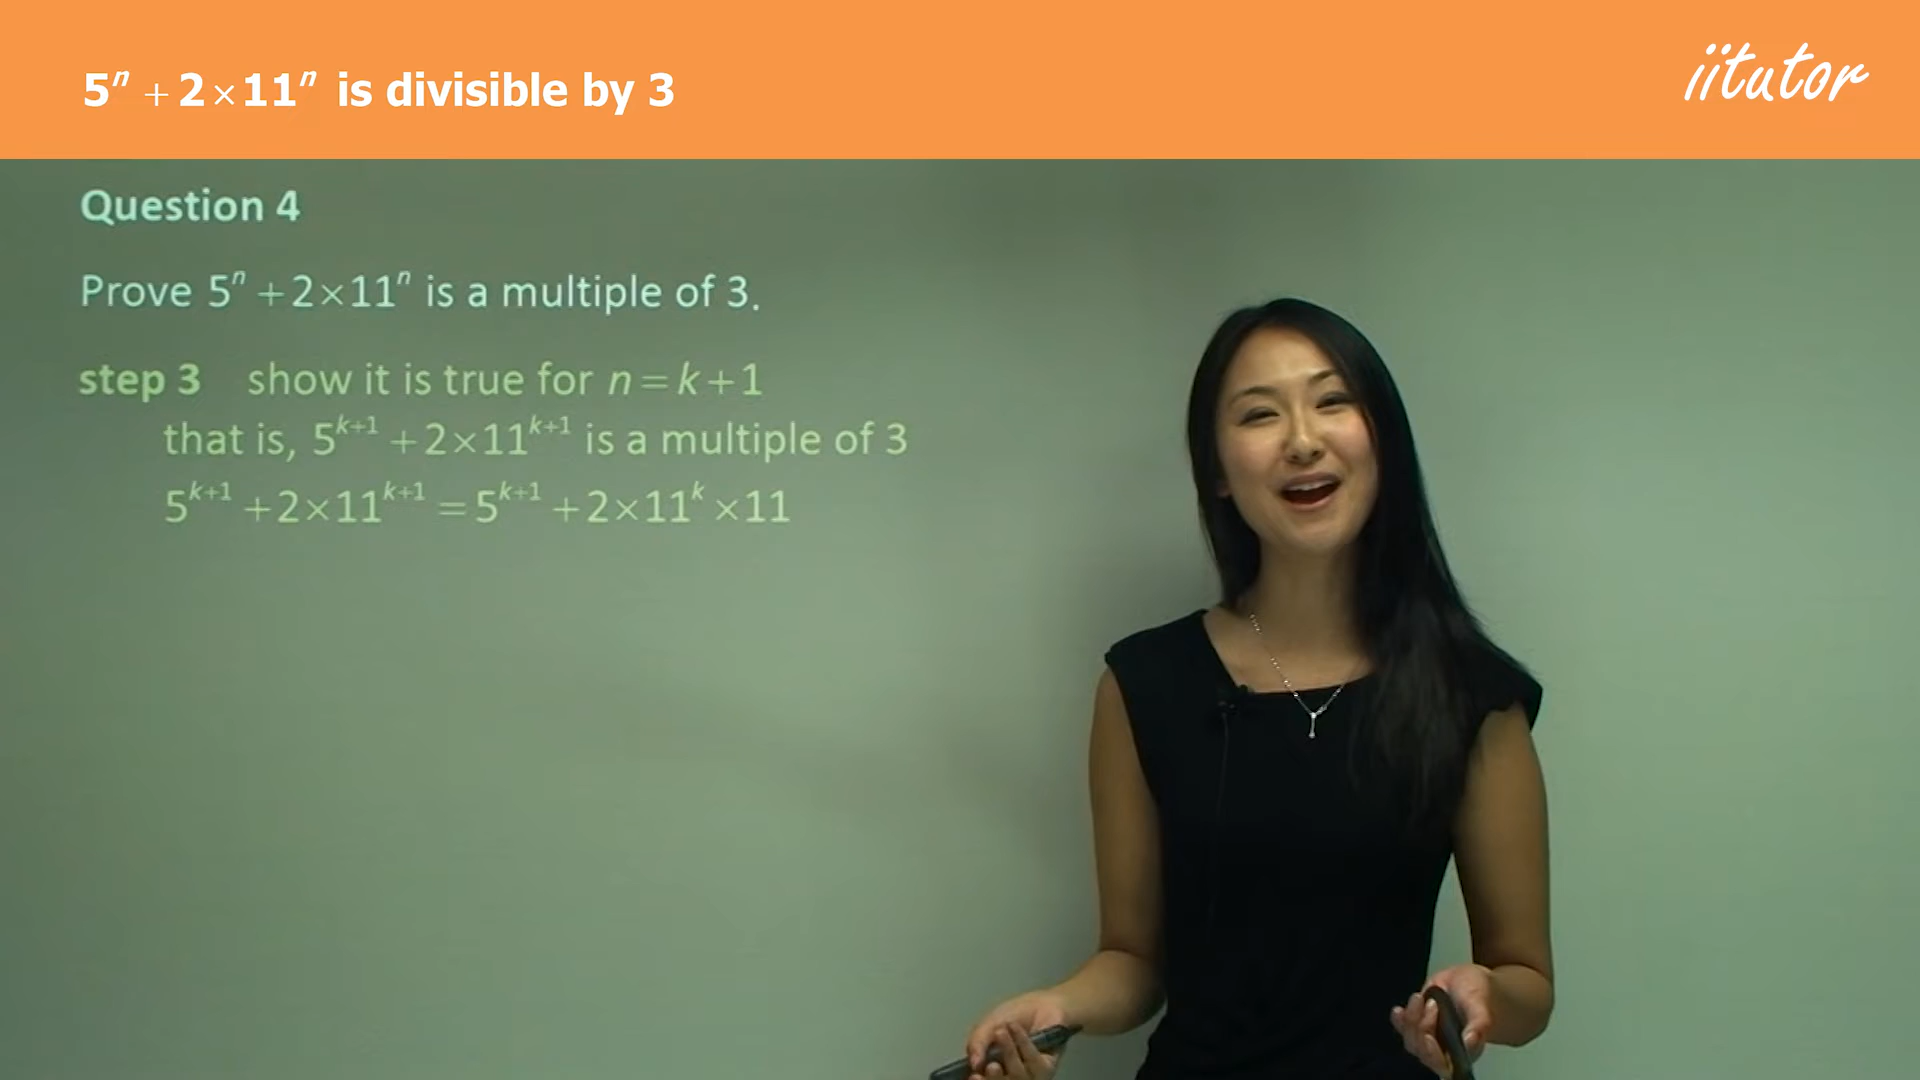 5ⁿ + 2 × 11ⁿ is divisible by 3
iitutor
Question 4
Prove 5ⁿ + 2 × 11ⁿ is a multiple of 3.
step 3 show it is true for n = k + 1
that is, 5ᵏ⁺¹ + 2 × 11ᵏ⁺¹ is a multiple of 3
5ᵏ⁺¹ + 2 × 11ᵏ⁺¹ = 5ᵏ⁺¹ + 2 × 11ᵏ × 11